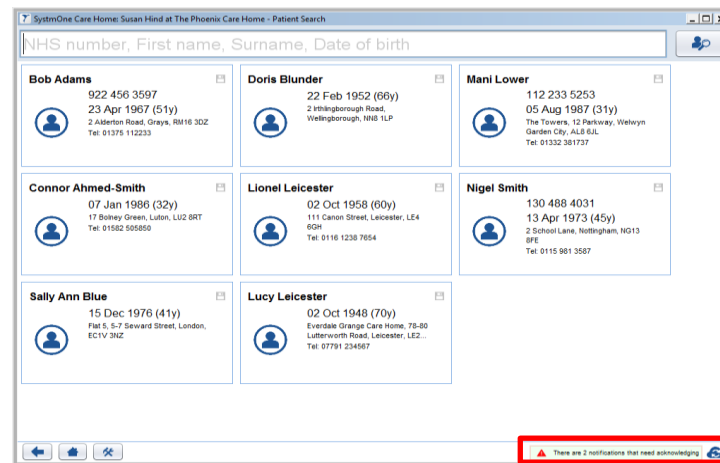 SystmOne Care Home: Susan Hind at The Phoenix Care Home - Patient Search
NHS number, First name, Surname, Date of birth
Bob Adams
922 456 3597
23 Apr 1967 (51y)
2 Alderton Road, Grays, RM16 3DZ
Tel: 01375 112233
Doris Blunder
22 Feb 1952 (66y)
2 Irthlingborough Road,
Wellingborough, NN8 1LP
Mani Lower
112 233 5253
05 Aug 1987 (31y)
The Towers, 12 Parkway, Welwyn
Garden City, AL8 6JL
Tel: 01332 381737
Connor Ahmed-Smith
07 Jan 1986 (32y)
17 Bolney Green, Luton, LU2 8RT
Tel: 01582 505850
Lionel Leicester
02 Oct 1958 (60y)
111 Canon Street, Leicester, LE4
6GH
Tel: 0116 1238 7654
Nigel Smith
130 488 4031
13 Apr 1973 (45y)
2 School Lane, Nottingham, NG13
8FE
Tel: 0115 981 3587
Sally Ann Blue
15 Dec 1976 (41y)
Flat 5, 5-7 Seward Street, London,
EC1V 3NZ
Lucy Leicester
02 Oct 1948 (70y)
Everdale Grange Care Home, 78-80
Lutterworth Road, Leicester, LE2...
Tel: 07791 234567
There are 2 notifications that need acknowledging